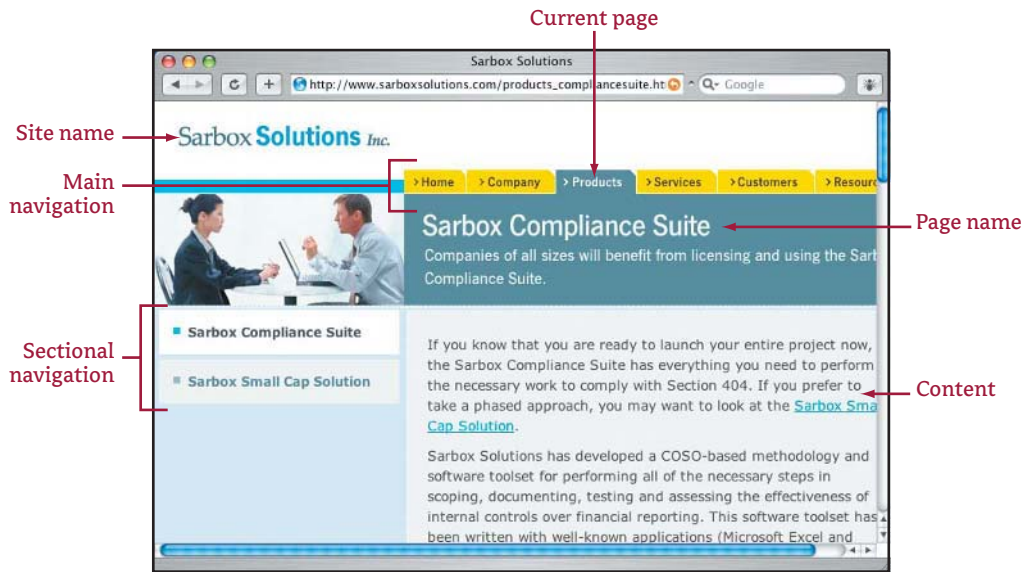 Current page
Sarbox Solutions
http://www.sarboxsolutions.com/products_compliancesuite.ht
Google
Site name
Sarbox Solutions Inc.
Main
navigation
>Home >Company >Products >Services >Customers >Resourc
Sarbox Compliance Suite
Page name
Companies of all sizes will benefit from licensing and using the Sarb
Compliance Suite.
Sectional
navigation
Sarbox Compliance Suite
Sarbox Small Cap Solution
If you know that you are ready to launch your entire project now,
the Sarbox Compliance Suite has everything you need to perform
the necessary work to comply with Section 404. If you prefer to
take a phased approach, you may want to look at the Sarbox Sma
Cap Solution.
Content
Sarbox Solutions has developed a COSO-based methodology and
software toolset for performing all of the necessary steps in
scoping, documenting, testing and assessing the effectiveness of
internal controls over financial reporting. This software toolset has
been written with well-known applications (Microsoft Excel and